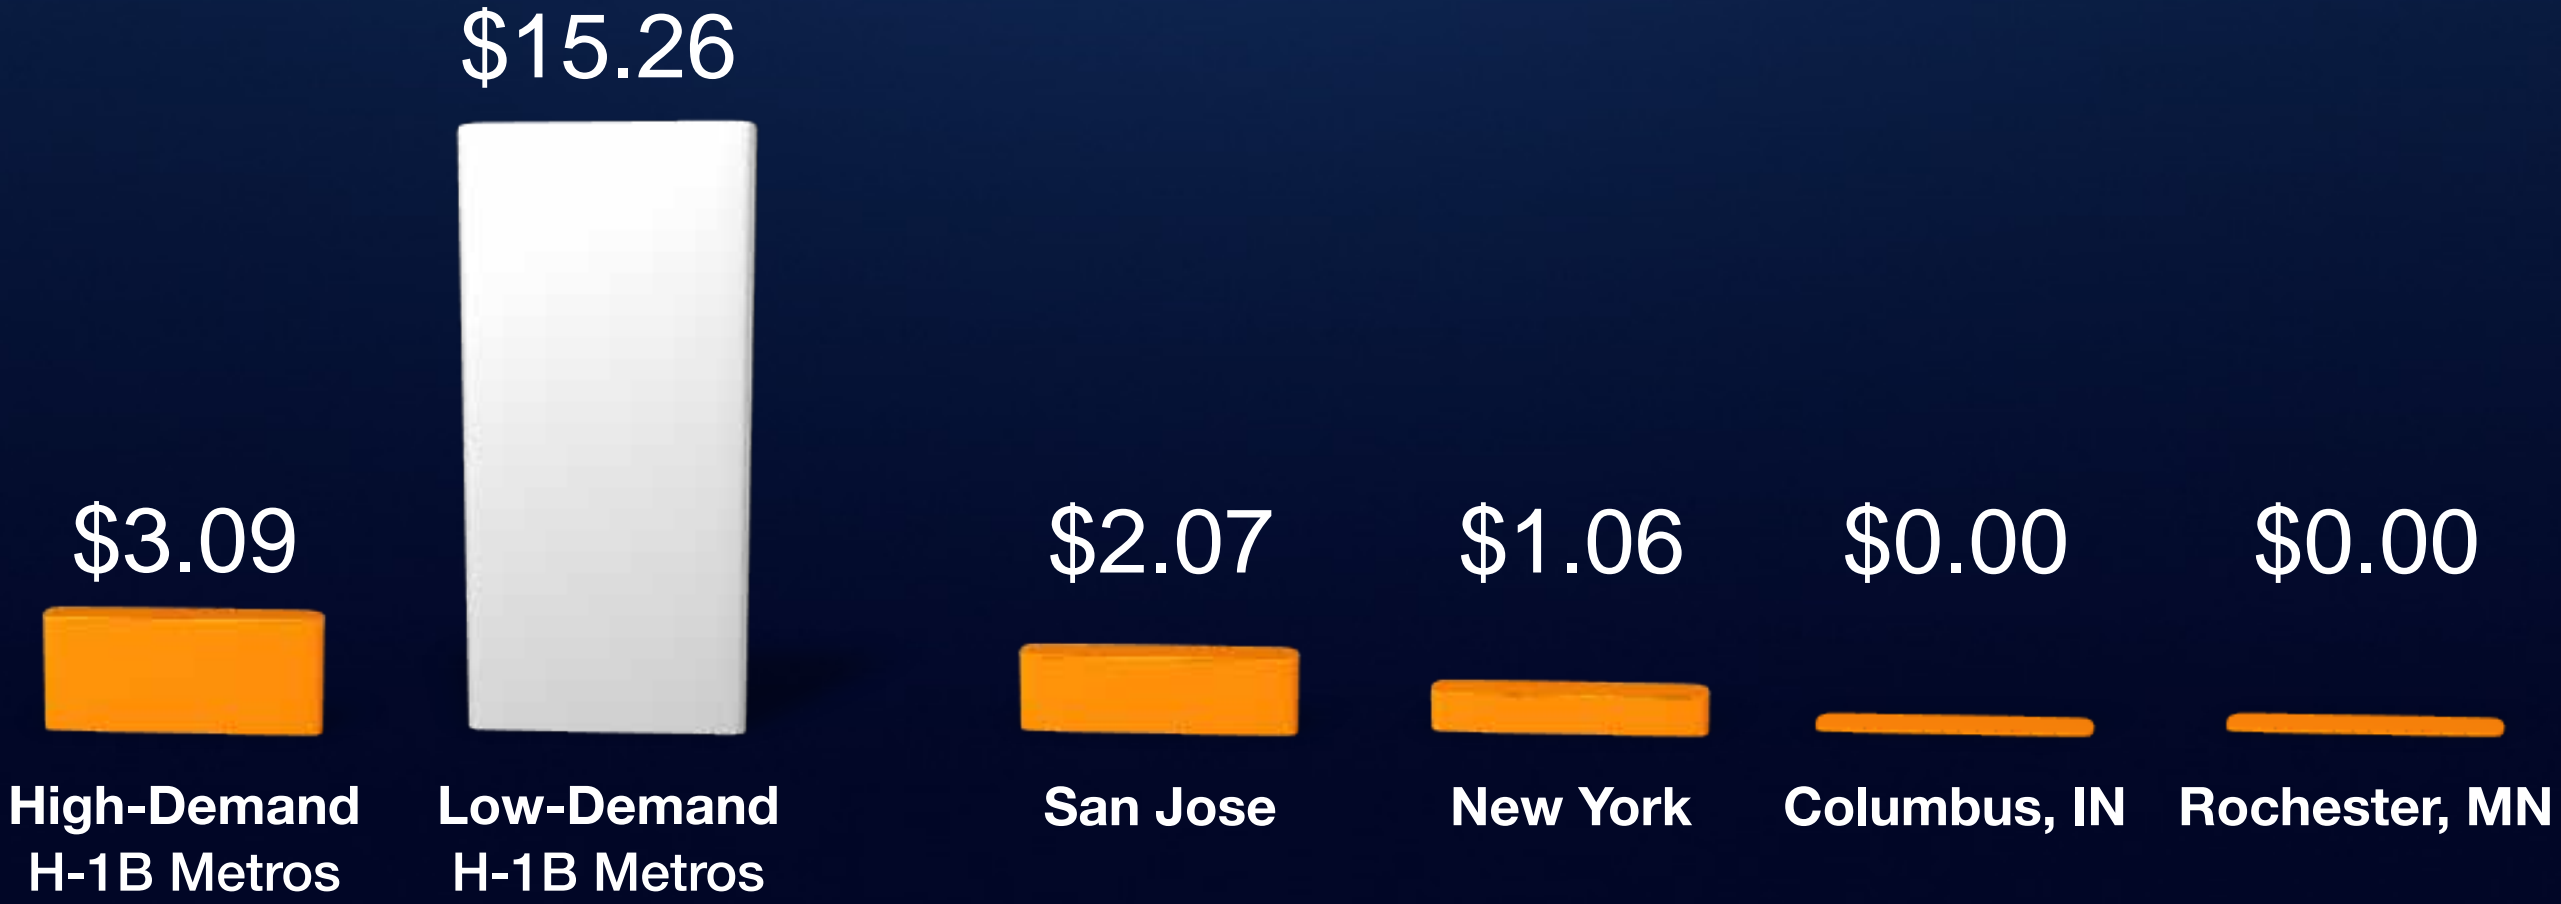 $15.26
$3.09
$2.07
$1.06
$0.00
$0.00
High-Demand
H-1B Metros
Low-Demand
H-1B Metros
San Jose
New York
Columbus, IN
Rochester, MN